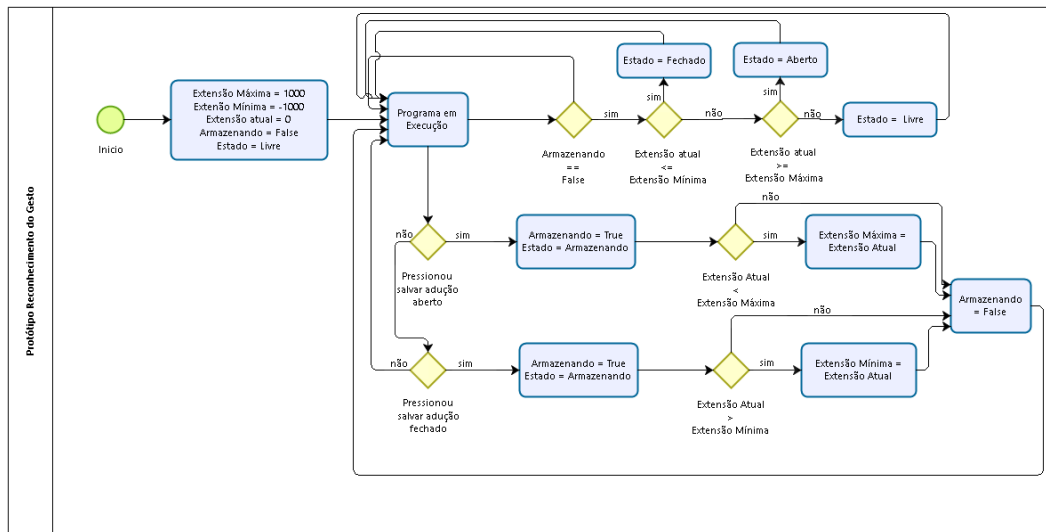 Protótipo Reconhecimento do Gesto
Inicio
Extensão Máxima = 1000
Extenão Mínima = -1000
Extensão atual = 0
Armazenando = False
Estado = Livre
Programa em
Execução
Armazenando
==
False
sim
Extensão atual
<=
Extensão Mínima
sim
Estado = Fechado
não
Extensão atual
>=
Extensão Máxima
sim
Estado = Aberto
não
Estado = Livre
Pressionou
salvar adução
aberto
não
sim
Armazenando = True
Estado = Armazenando
Extensão Atual
<
Extensão Máxima
não
sim
Extensão Máxima =
Extensão Atual
Armazenando
= False
Pressionou
salvar adução
fechado
não
sim
Armazenando = True
Estado = Armazenando
Extensão Atual
>
Extensão Mínima
não
sim
Extensão Mínima =
Extensão Atual